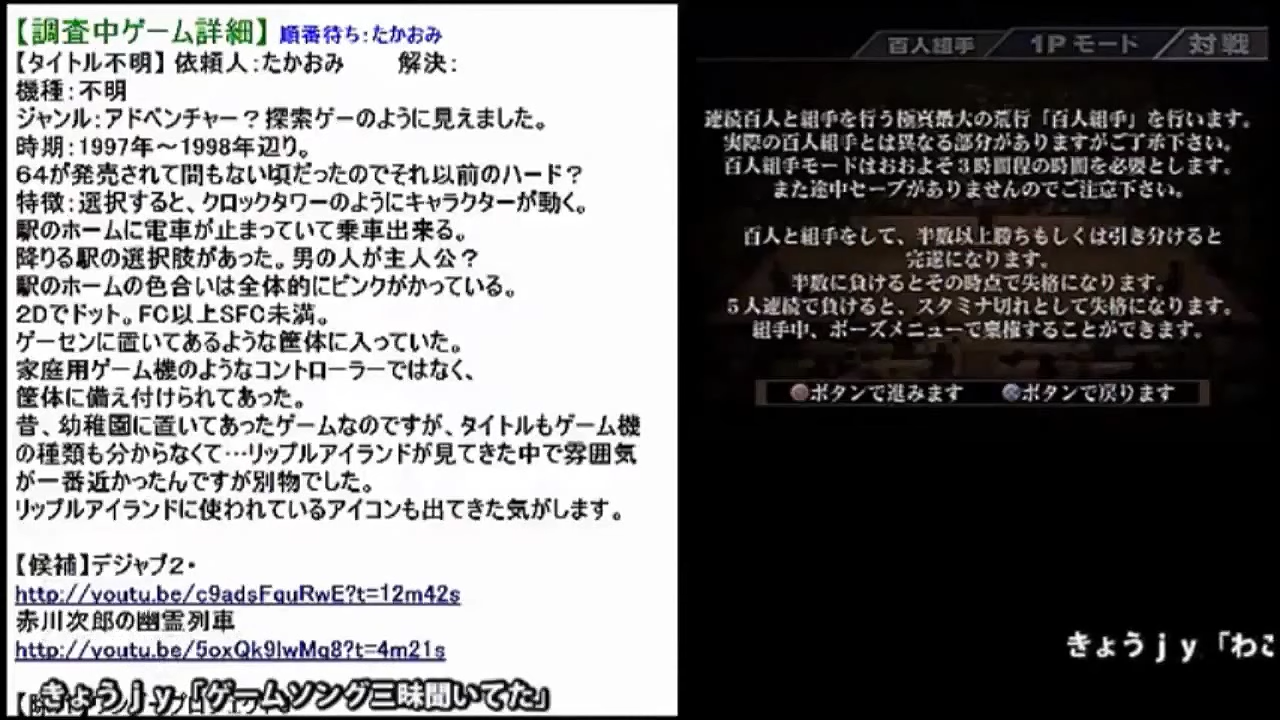 【調査中ゲーム詳細】 順番待ち:たかおみ
【タイトル不明】 依頼人:たかおみ 解決:
機種:不明
ジャンル:アドベンチャー?探索ゲーのように見えました。
時期:1997年~1998年辺り。
64が発売されて間もない頃だったのでそれ以前のハード?
特徴:選択すると、クロックタワーのようにキャラクターが動く。
駅のホームに電車が止まっていて乗車出来る。
降りる駅の選択肢があった。男の人が主人公?
駅のホームの色合いは全体的にピンクがかっている。
2Dでドット。FC以上SFC未満。
ゲーセンに置いてあるような筐体に入っていた。
家庭用ゲーム機のようなコントローラーではなく、
筐体に備え付けられてあった。
昔、幼稚園に置いてあったゲームなのですが、タイトルもゲーム機
の種類も分からなくて…リップルアイランドが見てきた中で雰囲気
が一番近かったんですが別物でした。
リップルアイランドに使われているアイコンも出てきた気がします。
【候補】デジャブ2・
http://youtu.be/c9adsFquRwE?t=12m42s
赤川次郎の幽霊列車
http://youtu.be/5oxQk9lwMq8?t=4m21s
きょうjy「ゲームソング三昧聞いてた」
百人組手 1Pモード 対戦
連続百人と組手を行う極真最大の荒行「百人組手」を行います。
実際の百人組手とは異なる部分がありますがご了承下さい。
百人組手モードはおおよそ3時間程の時間を必要とします。
また途中セーブがありませんのでご注意下さい。
百人と組手をして、半数以上勝ちもしくは引き分けると
完遂になります。
半数に負けるとその時点で失格になります。
5人連続で負けると、スタミナ切れとして失格になります。
組手中、ポーズメニューで棄権することができます。
ボタンで進みます ボタンで戻ります
きょうjy「わこ